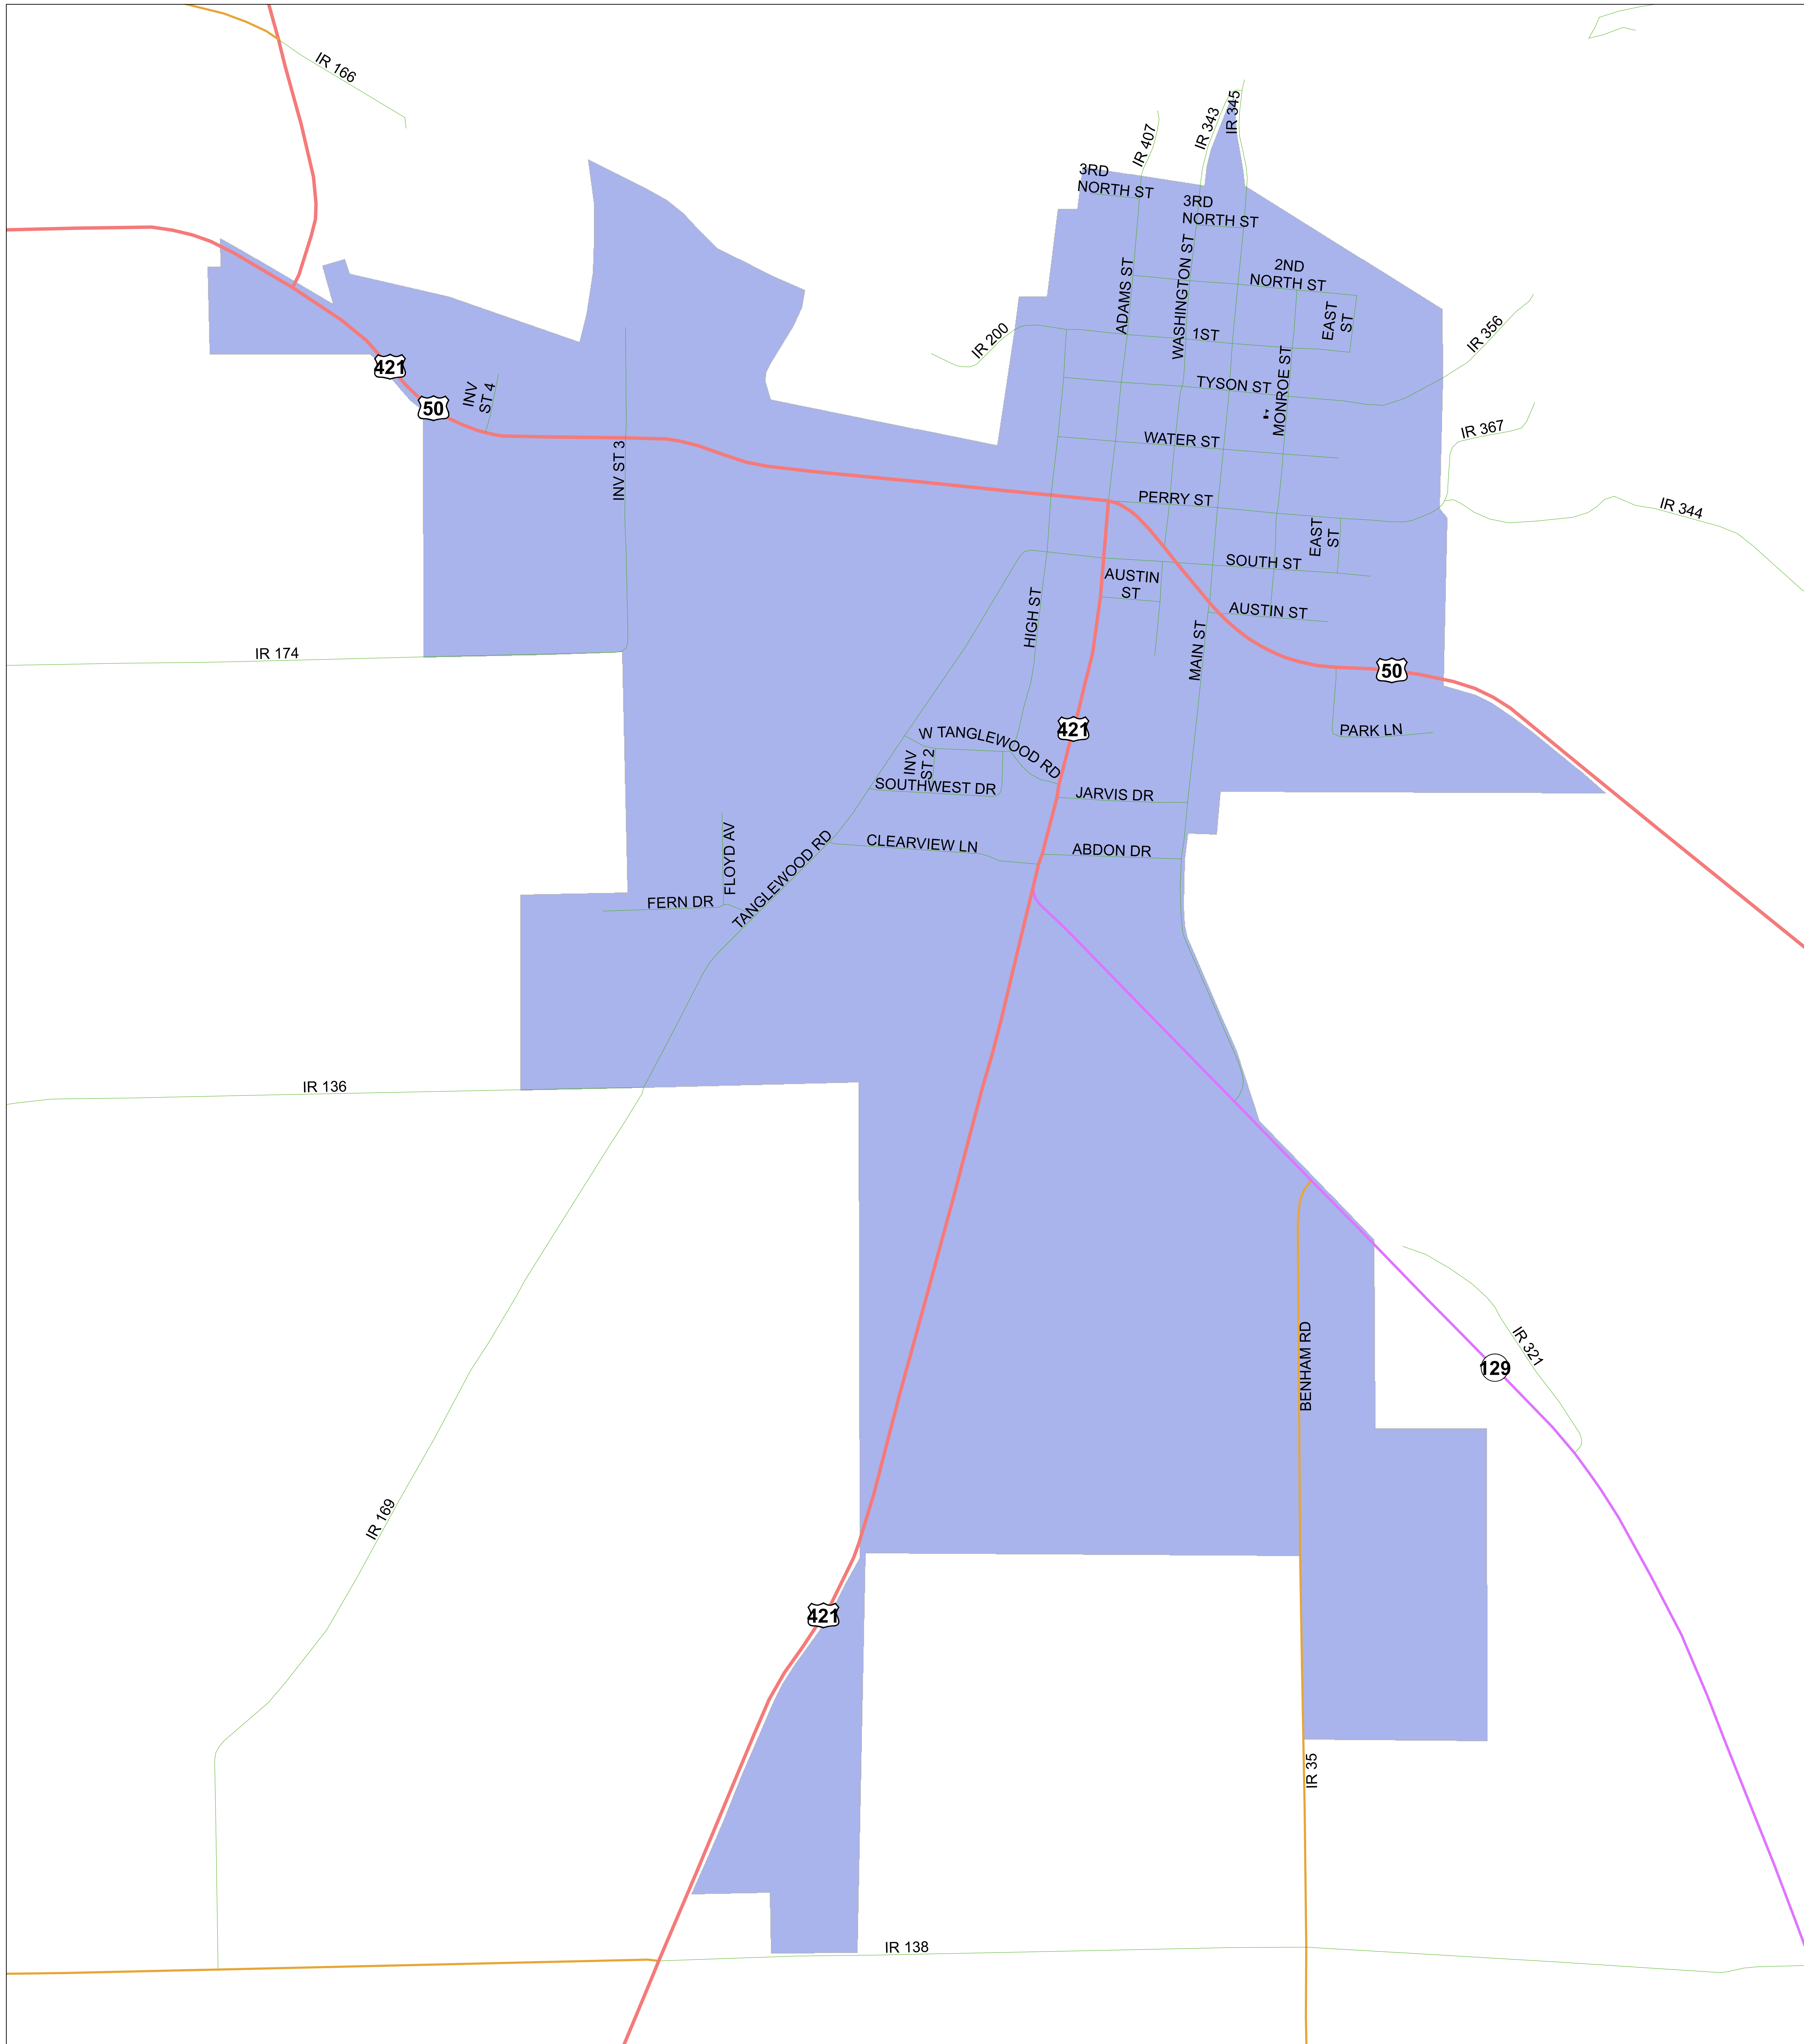 IR 166
IR 345
IR 343
IR 407
3RD
NORTH ST
3RD
NORTH ST
2ND
NORTH ST
ADAMS ST
WASHINGTON ST
EAST
ST
IR 200
1ST
IR 356
421
50
INV
ST 4
TYSON ST
MONROE ST
IR 367
WATER ST
INV ST 3
PERRY ST
IR 344
EAST
ST
SOUTH ST
AUSTIN
ST
HIGH ST
AUSTIN ST
MAIN ST
IR 174
50
421
W TANGLEWOOD RD
PARK LN
INV
ST 2
SOUTHWEST DR
JARVIS DR
FLOYD AV
TANGLEWOOD RD
CLEARVIEW LN
ABDON DR
FERN DR
IR 136
BENHAM RD
IR 321
129
IR 169
421
IR 35
IR 138